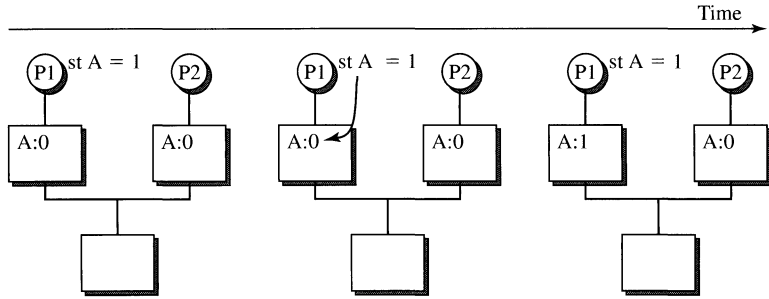 Time
P1 st A = 1 P2 P1 st A = 1 P2 P1 st A = 1 P2
A:0 A:0 A:0 A:0 A:1 A:0